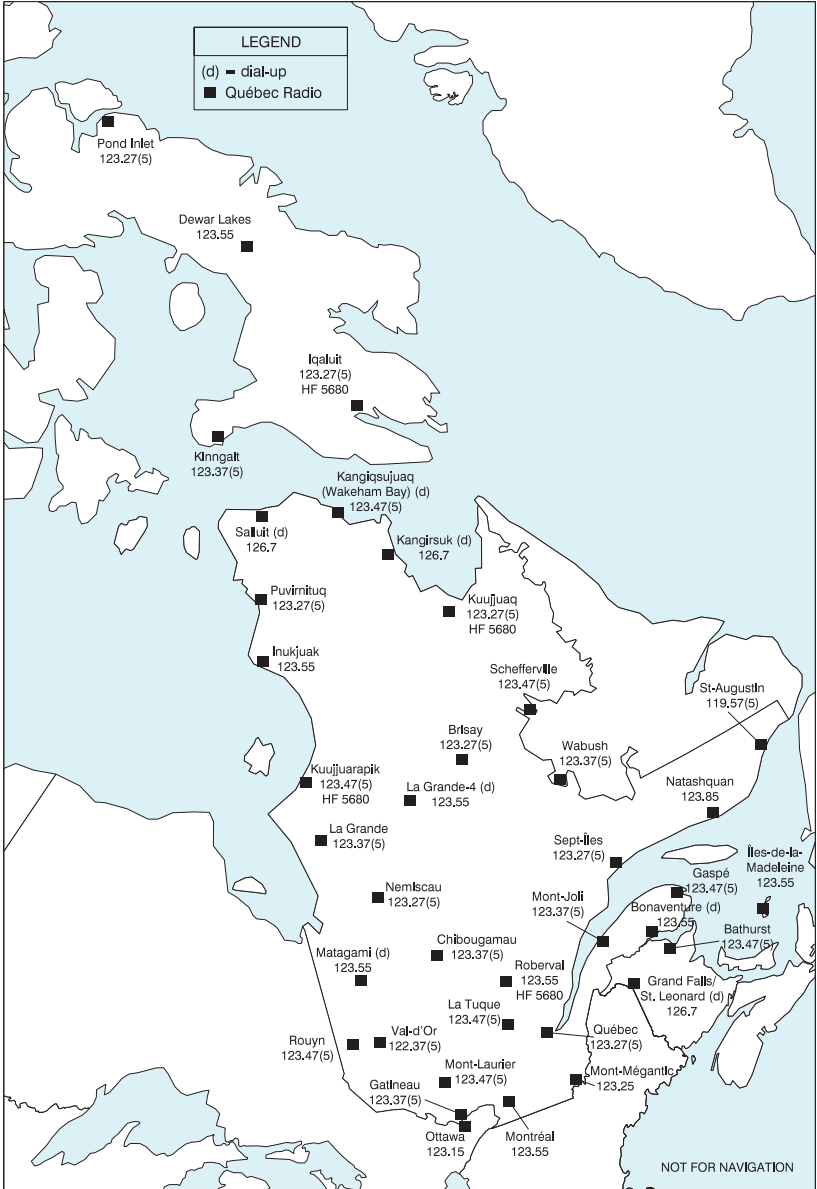 LEGEND
(d) – dial-up
■ Québec Radio
Pond Inlet
123.27(5)
Dewar Lakes
123.55
Iqaluit
123.27(5)
HF 5680
Kinngait
123.37(5)
Kangiqsujuaq
(Wakeham Bay) (d)
123.47(5)
Salluit (d)
126.7
Kangirsuk (d)
126.7
Puvirnituq
123.27(5)
Kuujjuaq
123.27(5)
HF 5680
Inukjuak
123.55
Schefferville
123.47(5)
St-Augustin
119.57(5)
Brisay
123.27(5)
Wabush
123.37(5)
Kuujjuarapik
123.47(5)
HF 5680
La Grande-4 (d)
123.55
Natashquan
123.85
La Grande
123.37(5)
Sept-Îles
123.27(5)
Îles-de-la-
Madeleine
123.55
Gaspé
123.47(5)
Nemiscau
123.27(5)
Mont-Joli
123.37(5)
Bonaventure (d)
123.55
Bathurst
123.47(5)
Chibougamau
123.37(5)
Matagami (d)
123.55
Roberval
123.55
HF 5680
Grand Falls/
St. Leonard (d)
126.7
La Tuque
123.47(5)
Québec
123.27(5)
Rouyn
123.47(5)
Val-d'Or
122.37(5)
Mont-Laurier
123.47(5)
Mont-Mégantic
123.25
Gatineau
123.37(5)
Ottawa
123.15
Montréal
123.55
NOT FOR NAVIGATION